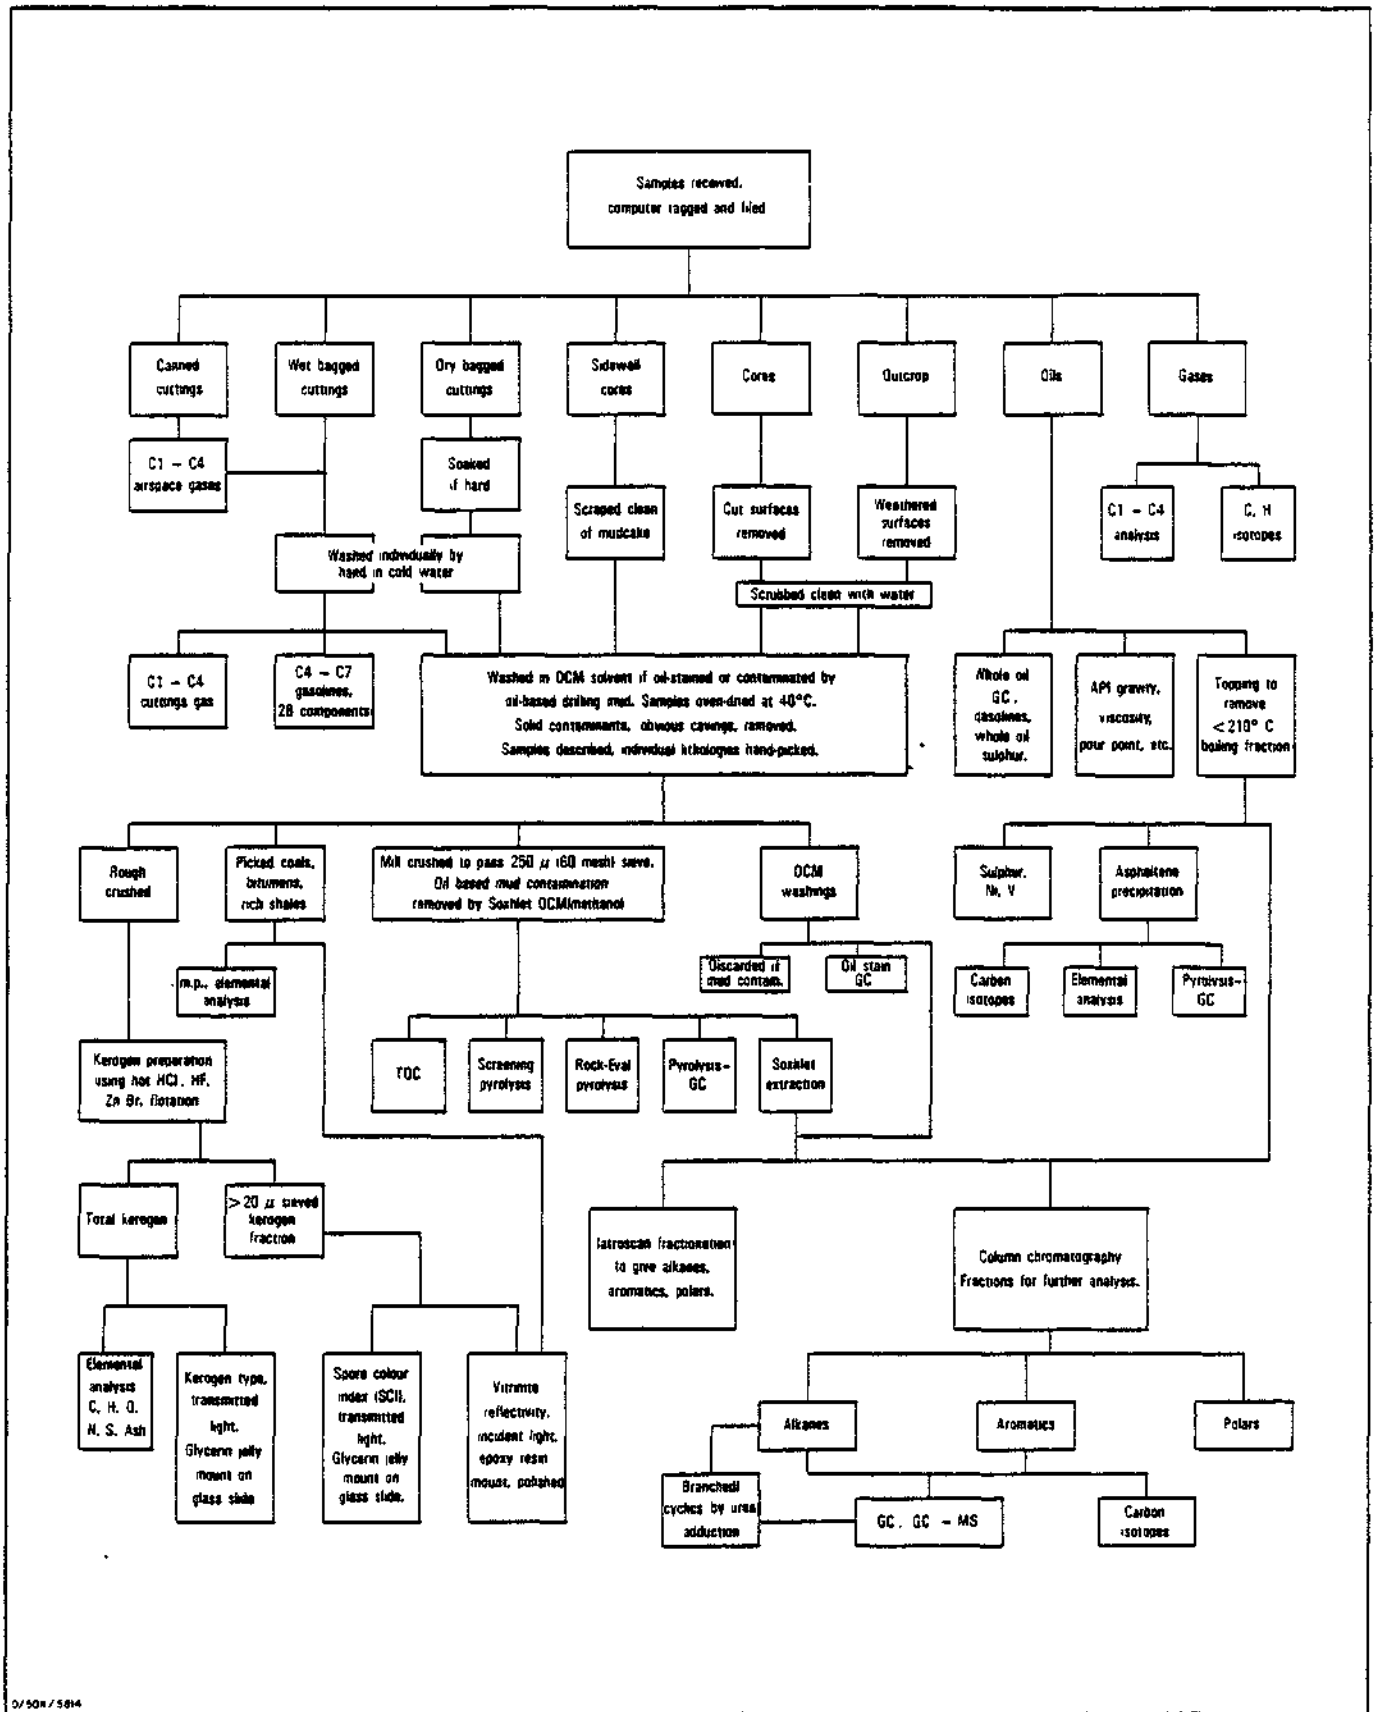 Samples received,
computer tagged and filed
Canned
cuttings
Wet bagged
cuttings
Dry bagged
cuttings
Sidewell
cores
Cores
Outcrop
Oils
Gases
C1 – C4
airspace gases
Soaked
if hard
Scraped clean
of mudcake
Cut surfaces
removed
Weathered
surfaces
removed
C1 – C4
analysis
C, H
isotopes
Washed individually by
hand in cold water
Scrubbed clean with water
C1 – C4
cuttings gas
C4 – C7
gasolines,
28 components
Washed in DCM solvent if oil-stained or contaminated by
oil-based drilling mud. Samples oven-dried at 40°C.
Solid contaminants, obvious cavings, removed.
Samples described, individual lithologies hand-picked.
Whole oil
GC,
gasolines,
whole oil
sulphur.
API gravity,
viscosity,
pour point, etc.
Topping to
remove
<210° C
boiling fraction
Rough
crushed
Picked coals,
bitumens,
rich shales
Mill crushed to pass 250 µ (60 mesh) sieve.
Oil based mud contamination
removed by Soxhlet DCM/methanol
DCM
washings
Sulphur,
Ni, V
Asphaltene
precipitation
m.p., elemental
analysis
Discarded if
mud contam.
Oil stain
GC
Carbon
isotopes
Elemental
analysis
Pyrolysis–
GC
Kerogen preparation
using hot HCl, HF,
Zn Br, flotation
TOC
Screening
pyrolysis
Rock-Eval
pyrolysis
Pyrolysis–
GC
Soxhlet
extraction
Total kerogen
>20 µ sieved
kerogen
fraction
Iatroscan fractionation
to give alkanes,
aromatics, polars.
Column chromatography
Fractions for further analysis.
Elemental
analysis
C, H, O,
N, S, Ash
Kerogen type,
transmitted
light.
Glycerin jelly
mount on
glass slide
Spore colour
index (SCI),
transmitted
light.
Glycerin jelly
mount on
glass slide.
Vitrinite
reflectivity,
incident light,
epoxy resin
mount, polished
Alkanes
Aromatics
Polars
Branched/
cycles by urea
adduction
GC, GC – MS
Carbon
isotopes